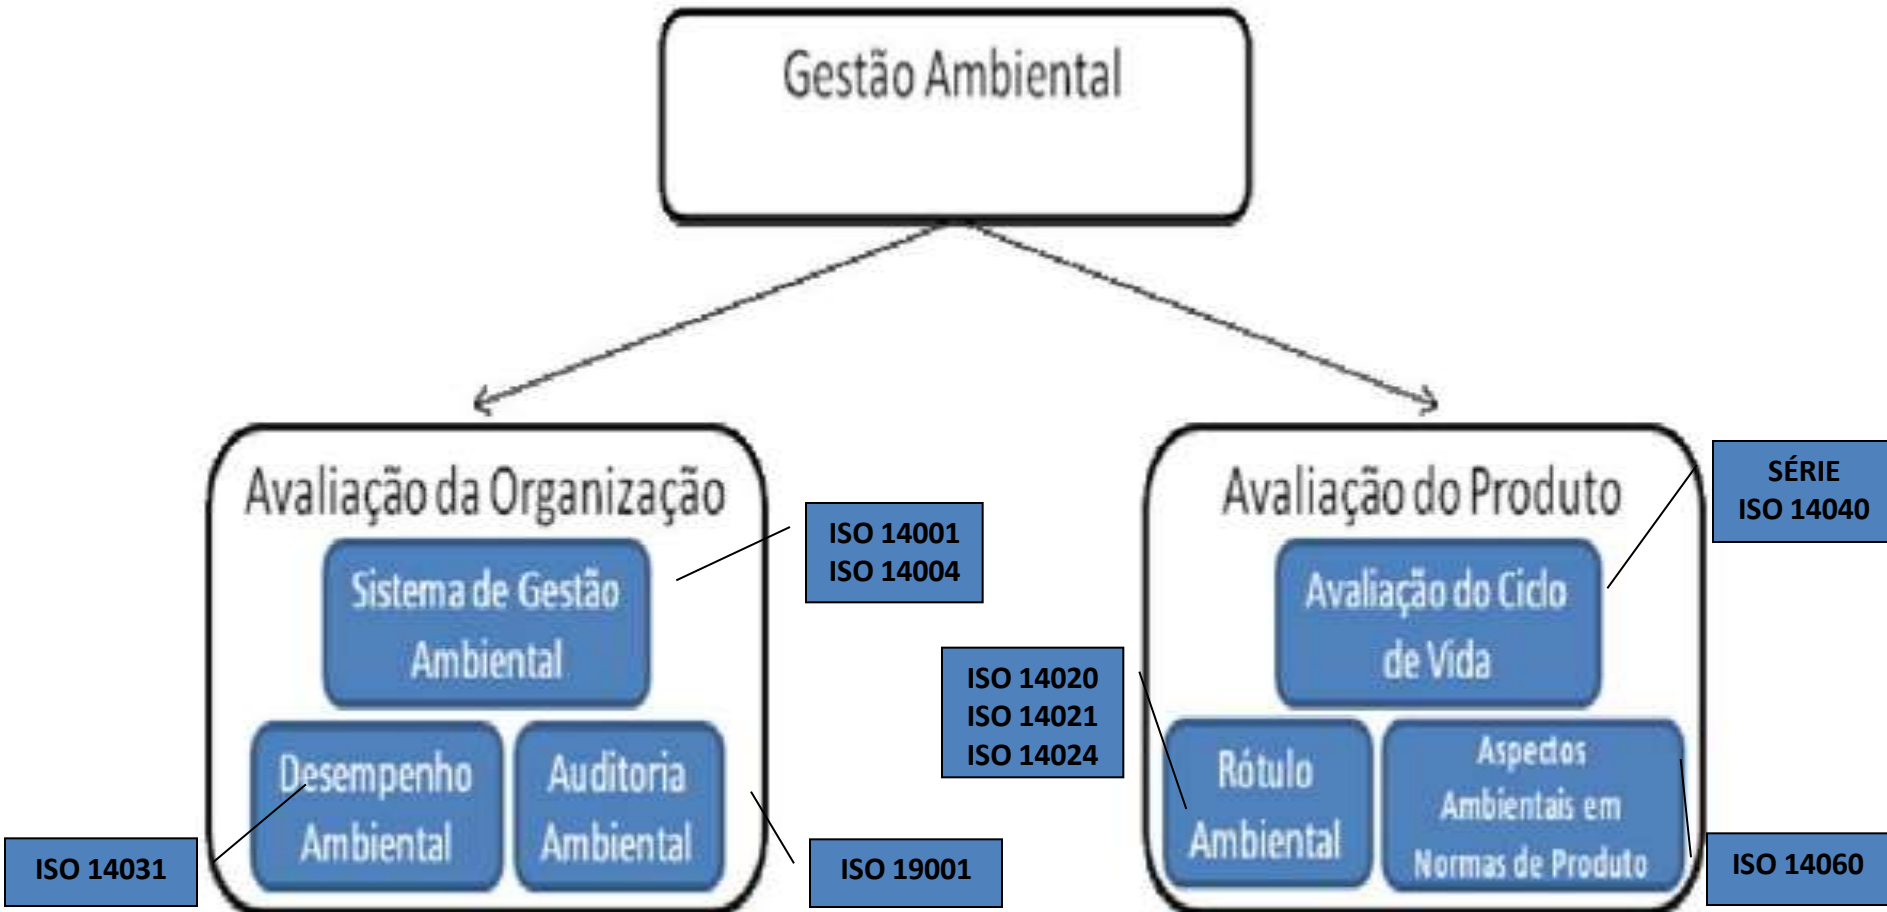 Gestão Ambiental
Avaliação da Organização
Sistema de Gestão
Ambiental
ISO 14001
ISO 14004
Desempenho
Ambiental
Auditoria
Ambiental
ISO 14031
ISO 19001
Avaliação do Produto
SÉRIE
ISO 14040
Avaliação do Ciclo
de Vida
ISO 14020
ISO 14021
ISO 14024
Rótulo
Ambiental
Aspectos
Ambientais em
Normas de Produto
ISO 14060